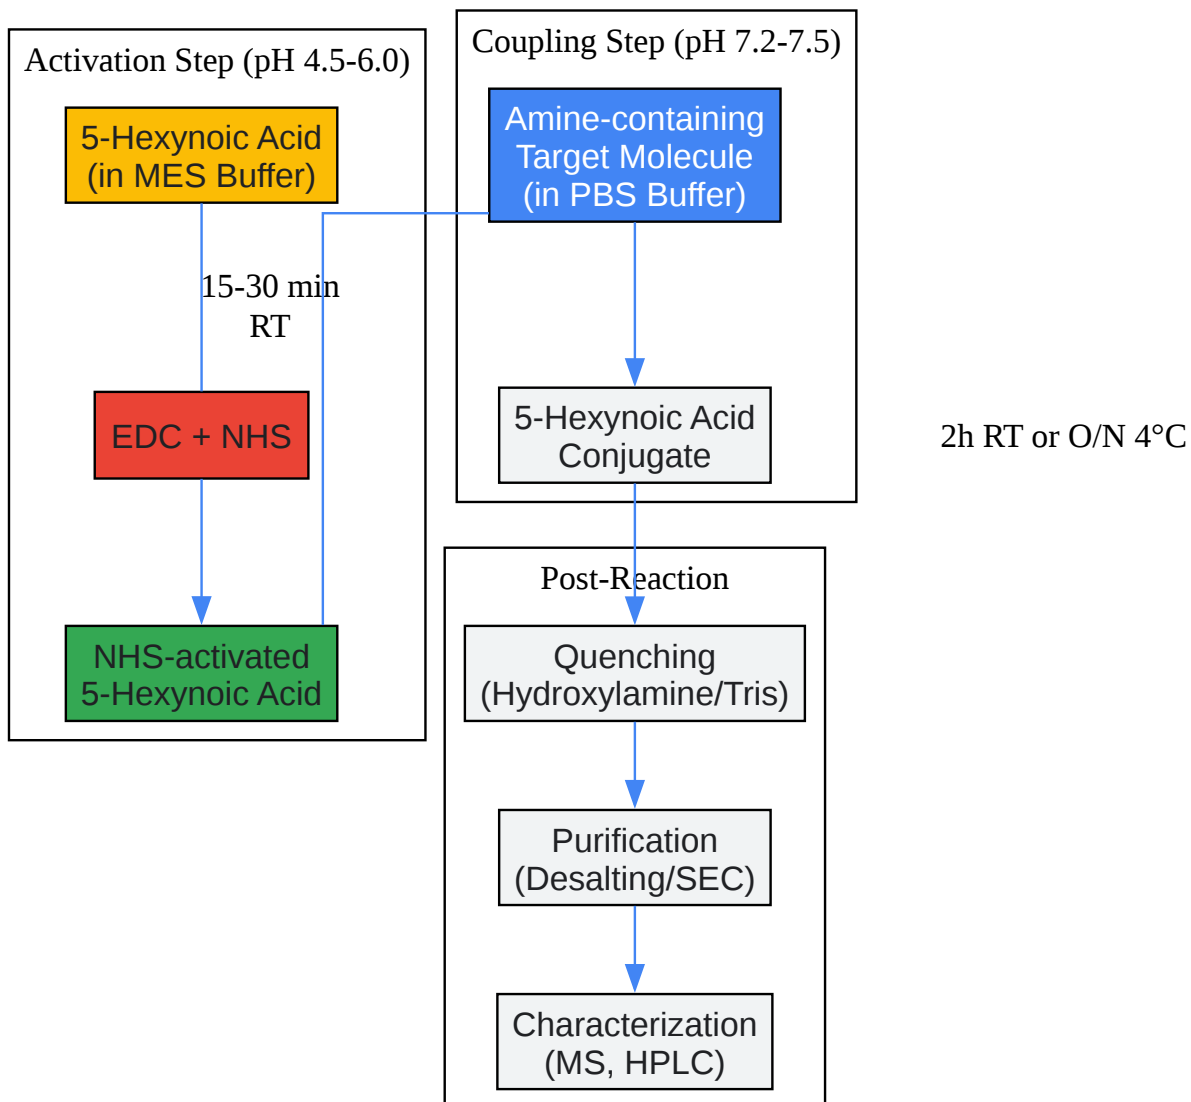 Activation Step (pH 4.5-6.0)
5-Hexynoic Acid
(in MES Buffer)
15-30 min
RT
EDC + NHS
NHS-activated
5-Hexynoic Acid
Coupling Step (pH 7.2-7.5)
Amine-containing
Target Molecule
(in PBS Buffer)
5-Hexynoic Acid
Conjugate
2h RT or O/N 4°C
Post-Reaction
Quenching
(Hydroxylamine/Tris)
Purification
(Desalting/SEC)
Characterization
(MS, HPLC)